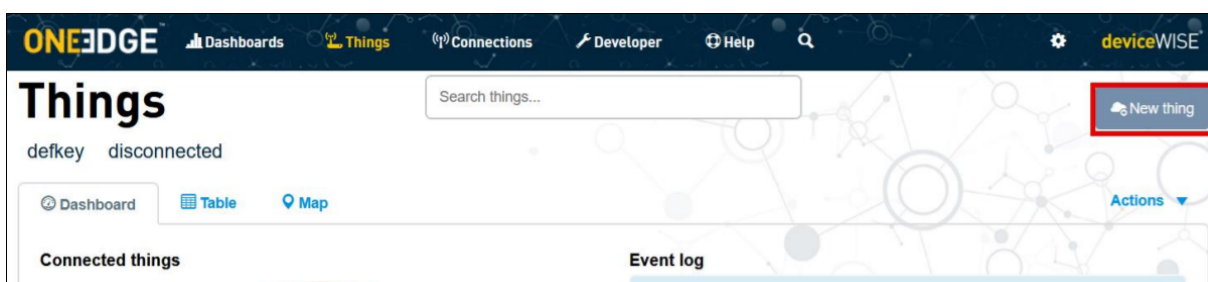 ONEEDGE™ Dashboards Things Connections Developer Help deviceWISE
Things
Search things...
New thing
defkey disconnected
Dashboard Table Map
Actions
Connected things
Event log